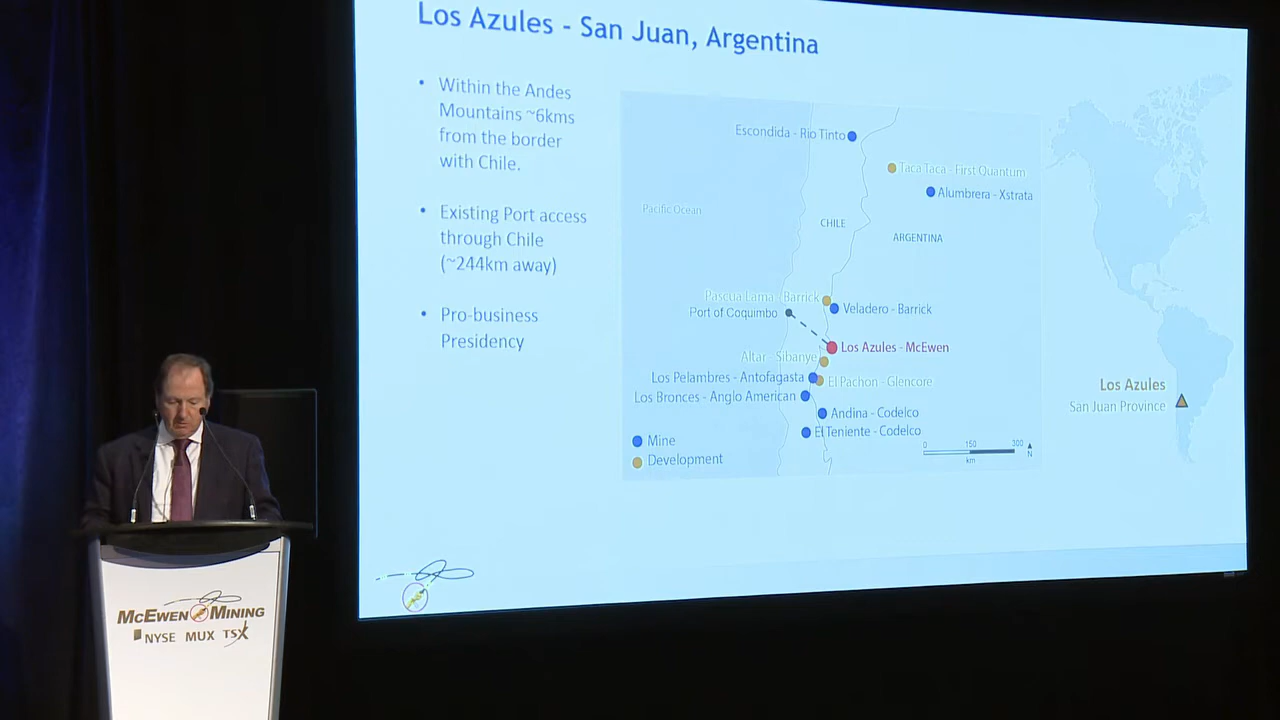 Los Azules - San Juan, Argentina
• Within the Andes
Mountains ~6kms
from the border
with Chile.
• Existing Port access
through Chile
(~244km away)
• Pro-business
Presidency
Escondida - Rio Tinto
Taca Taca - First Quantum
Alumbrera - Xstrata
Pacific Ocean
CHILE
ARGENTINA
Pascua Lama - Barrick
Veladero - Barrick
Port of Coquimbo
Los Azules - McEwen
Altar - Sibanye
Los Pelambres - Antofagasta
El Pachon - Glencore
Los Bronces - Anglo American
Andina - Codelco
El Teniente - Codelco
Mine
Development
0 150 300
km
N
Los Azules
San Juan Province
McEWEN MINING
NYSE MUX TSX